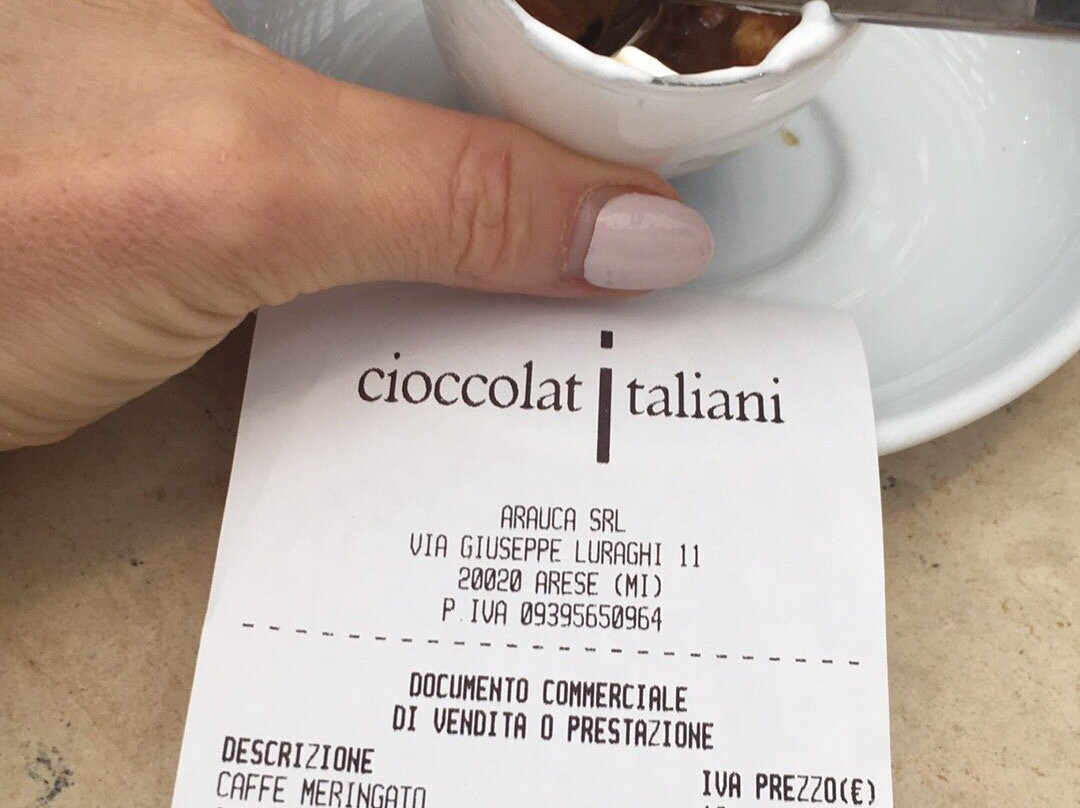 cioccolatitaliani
ARAUCA SRL
VIA GIUSEPPE LURAGHI 11
20020 ARESE (MI)
P.IVA 09395650964
DOCUMENTO COMMERCIALE
DI VENDITA O PRESTAZIONE
DESCRIZIONE IVA PREZZO(€)
CAFFE MERINGATO